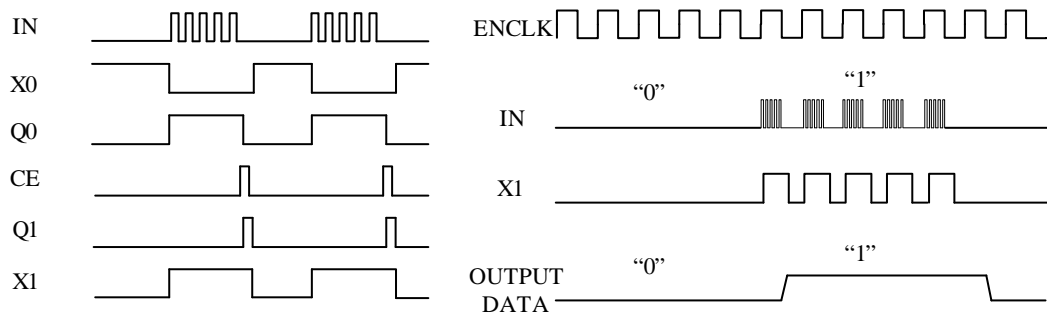 IN
X0
Q0
CE
Q1
X1
ENCLK
“0” “1”
IN
X1
“0” “1”
OUTPUT
DATA